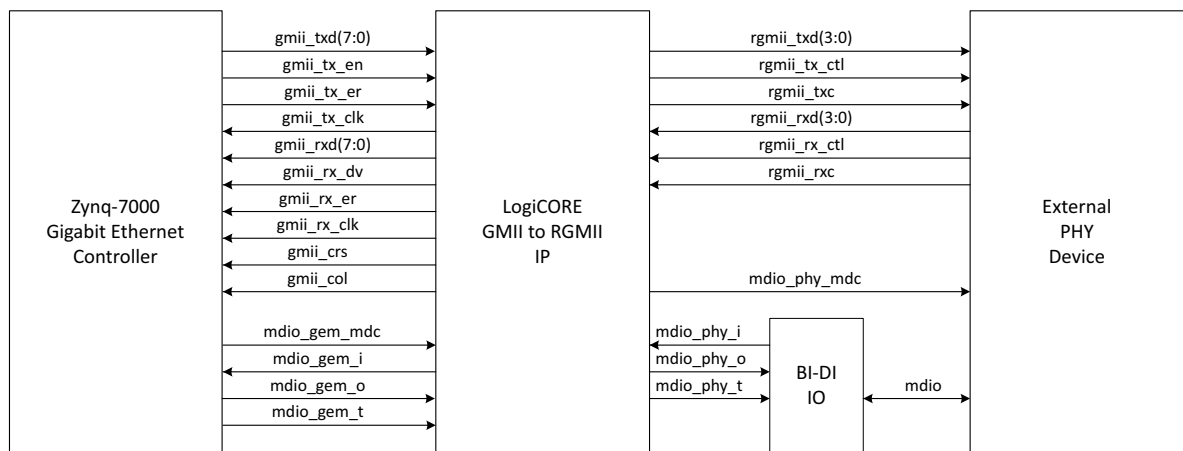 gmii_txd(7:0)
gmii_tx_en
gmii_tx_er
gmii_tx_clk
gmii_rxd(7:0)
gmii_rx_dv
gmii_rx_er
gmii_rx_clk
gmii_crs
gmii_col
mdio_gem_mdc
mdio_gem_i
mdio_gem_o
mdio_gem_t
Zynq-7000
Gigabit Ethernet
Controller
LogiCORE
GMII to RGMII
IP
rgmii_txd(3:0)
rgmii_tx_ctl
rgmii_txc
rgmii_rxd(3:0)
rgmii_rx_ctl
rgmii_rxc
mdio_phy_mdc
mdio_phy_i
mdio_phy_o
mdio_phy_t
BI-DI
IO
mdio
External
PHY
Device